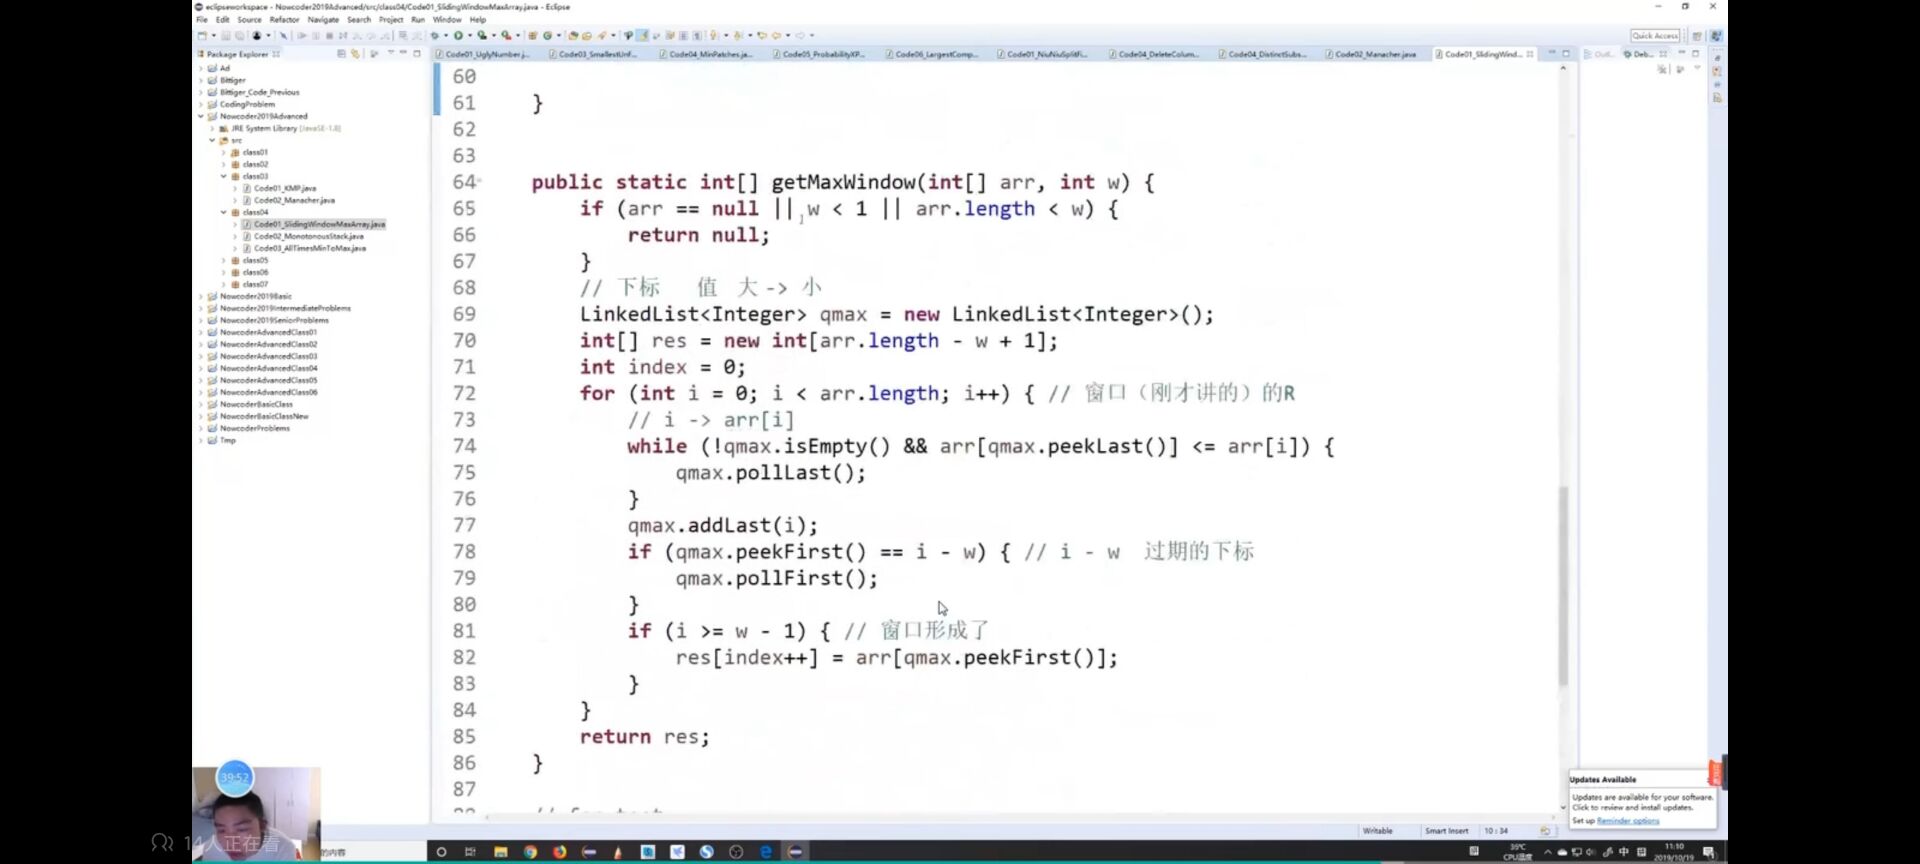 eclipseworkspace - Nowcoder2019Advanced/src/class04/Code01_SlidingWindowMaxArray.java - Eclipse
File Edit Source Refactor Navigate Search Project Run Window Help
Quick Access
Package Explorer
Code01_UglyNumber.j... Code03_SmallestUnf... Code04_MinPatches.ja... Code05_ProbabilityXP... Code06_LargestComp... Code01_NiuNiuSplitFi... Code04_DeleteColum... Code04_DistinctSubs... Code02_Manacher.java Code01_SlidingWind...
Outl... Deb...
Ad
Bittiger
Bittiger_Code_Previous
CodingProblem
Nowcoder2019Advanced
JRE System Library [JavaSE-1.8]
src
class01
class02
class03
Code01_KMP.java
Code02_Manacher.java
class04
Code01_SlidingWindowMaxArray.java
Code02_MonotonousStack.java
Code03_AllTimesMinToMax.java
class05
class06
class07
Nowcoder2019Basic
Nowcoder2019IntermediateProblems
Nowcoder2019SeniorProblems
NowcoderAdvancedClass01
NowcoderAdvancedClass02
NowcoderAdvancedClass03
NowcoderAdvancedClass04
NowcoderAdvancedClass05
NowcoderAdvancedClass06
NowcoderBasicClass
NowcoderBasicClassNew
NowcoderProblems
Tmp
60
61 }
62
63
64 public static int[] getMaxWindow(int[] arr, int w) {
65 if (arr == null || w < 1 || arr.length < w) {
66 return null;
67 }
68 // 下标 值 大 -> 小
69 LinkedList<Integer> qmax = new LinkedList<Integer>();
70 int[] res = new int[arr.length - w + 1];
71 int index = 0;
72 for (int i = 0; i < arr.length; i++) { // 窗口（刚才讲的）的R
73 // i -> arr[i]
74 while (!qmax.isEmpty() && arr[qmax.peekLast()] <= arr[i]) {
75 qmax.pollLast();
76 }
77 qmax.addLast(i);
78 if (qmax.peekFirst() == i - w) { // i - w 过期的下标
79 qmax.pollFirst();
80 }
81 if (i >= w - 1) { // 窗口形成了
82 res[index++] = arr[qmax.peekFirst()];
83 }
84 }
85 return res;
86 }
87
Updates Available
Updates are available for your software.
Click to review and install updates.
Set up Reminder options
39:52
14人正在看
的内容
Writable Smart Insert 10 : 34
35℃
CPU温度
中
11:10
2019/10/19